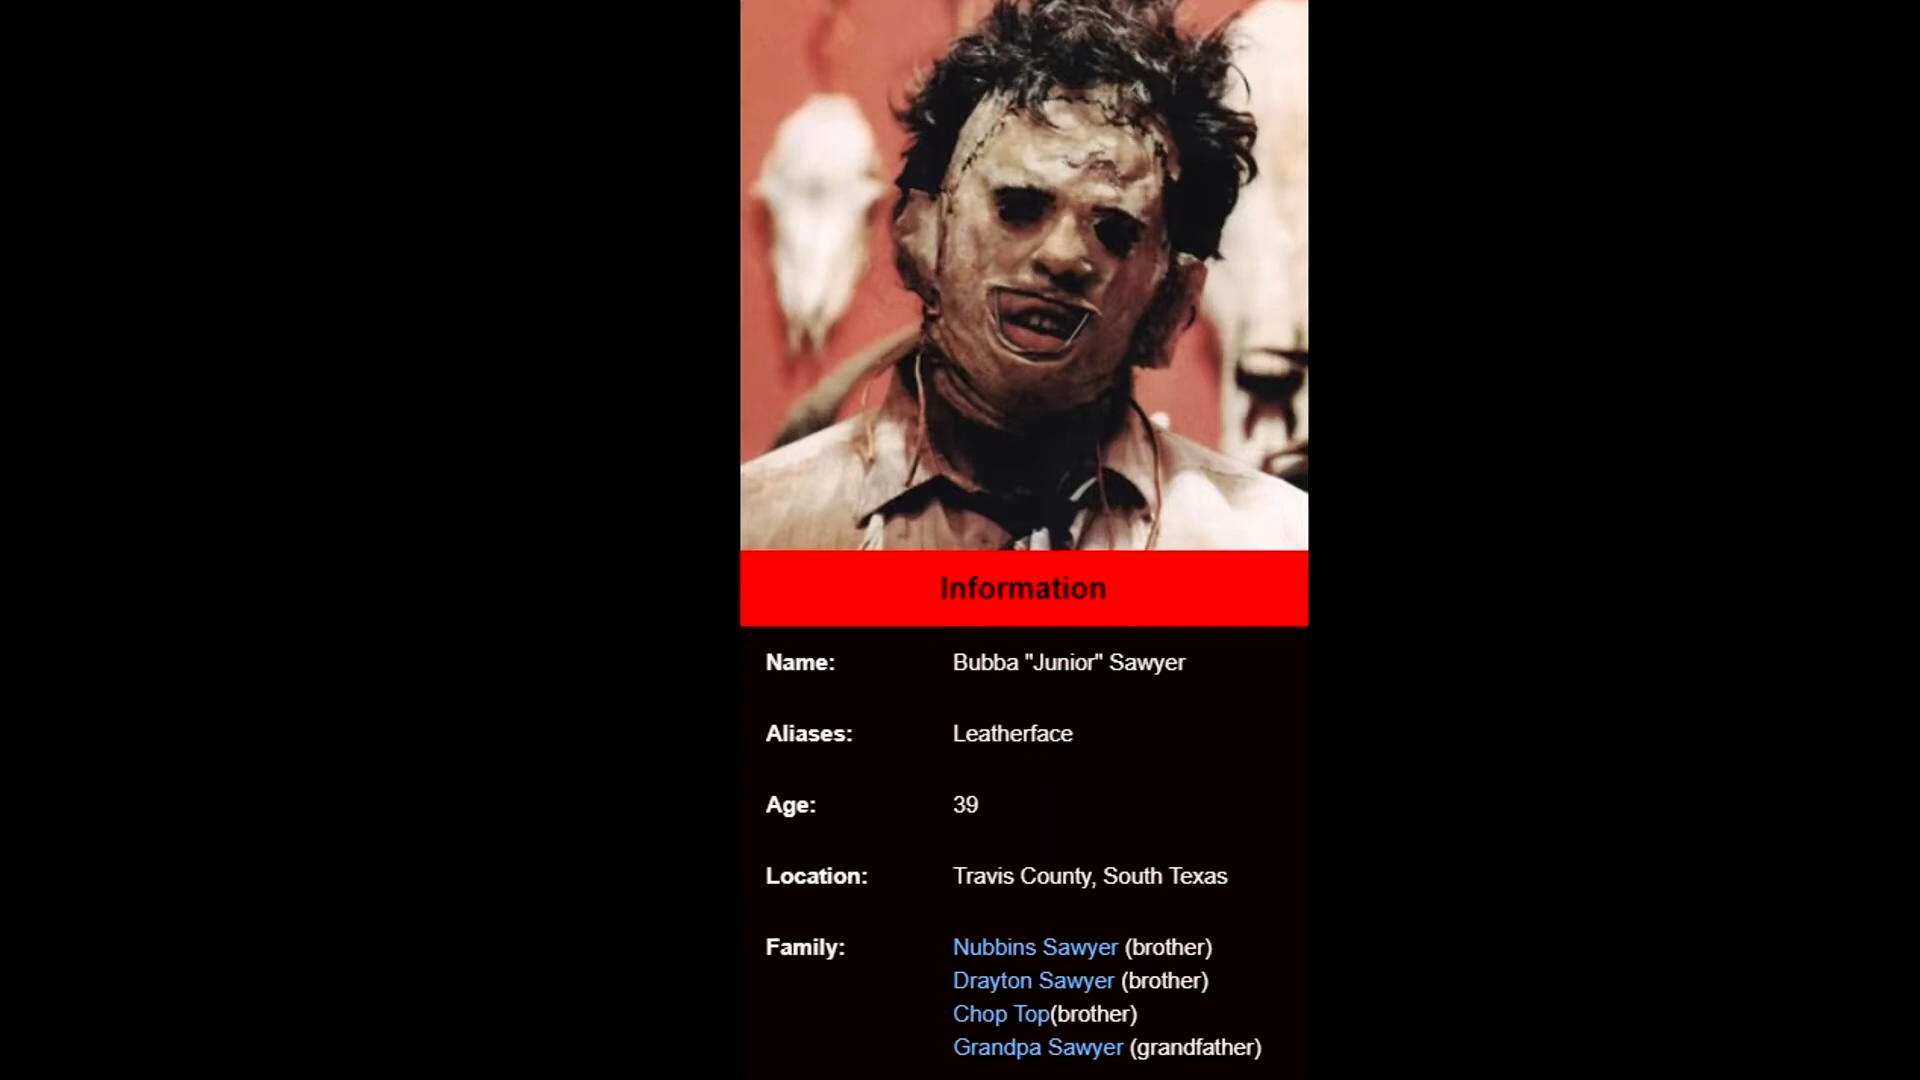 Information
Name: Bubba "Junior" Sawyer
Aliases: Leatherface
Age: 39
Location: Travis County, South Texas
Family: Nubbins Sawyer (brother)
Drayton Sawyer (brother)
Chop Top(brother)
Grandpa Sawyer (grandfather)